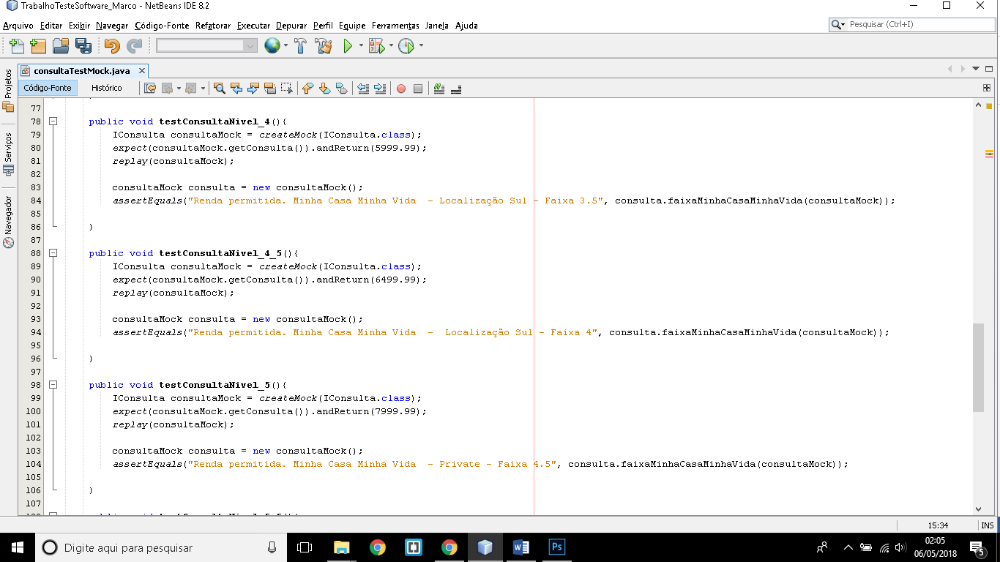 TrabalhoTesteSoftware_Marco - NetBeans IDE 8.2
Arquivo Editar Exibir Navegar Código-Fonte Refatorar Executar Depurar Perfil Equipe Ferramentas Janela Ajuda
Pesquisar (Ctrl+I)
consultaTestMock.java
Código-Fonte Histórico
Projetos
Serviços
Navegador
77
78 public void testConsultaNivel_4(){
79 IConsulta consultaMock = createMock(IConsulta.class);
80 expect(consultaMock.getConsulta()).andReturn(5999.99);
81 replay(consultaMock);
82
83 consultaMock consulta = new consultaMock();
84 assertEquals("Renda permitida. Minha Casa Minha Vida  - Localização Sul - Faixa 3.5", consulta.faixaMinhaCasaMinhaVida(consultaMock));
85
86 }
87
88 public void testConsultaNivel_4_5(){
89 IConsulta consultaMock = createMock(IConsulta.class);
90 expect(consultaMock.getConsulta()).andReturn(6499.99);
91 replay(consultaMock);
92
93 consultaMock consulta = new consultaMock();
94 assertEquals("Renda permitida. Minha Casa Minha Vida  -  Localização Sul - Faixa 4", consulta.faixaMinhaCasaMinhaVida(consultaMock));
95
96 }
97
98 public void testConsultaNivel_5(){
99 IConsulta consultaMock = createMock(IConsulta.class);
100 expect(consultaMock.getConsulta()).andReturn(7999.99);
101 replay(consultaMock);
102
103 consultaMock consulta = new consultaMock();
104 assertEquals("Renda permitida. Minha Casa Minha Vida  - Private - Faixa 4.5", consulta.faixaMinhaCasaMinhaVida(consultaMock));
105
106 }
107
15:34 INS
Digite aqui para pesquisar
Ps
02:05
06/05/2018
5